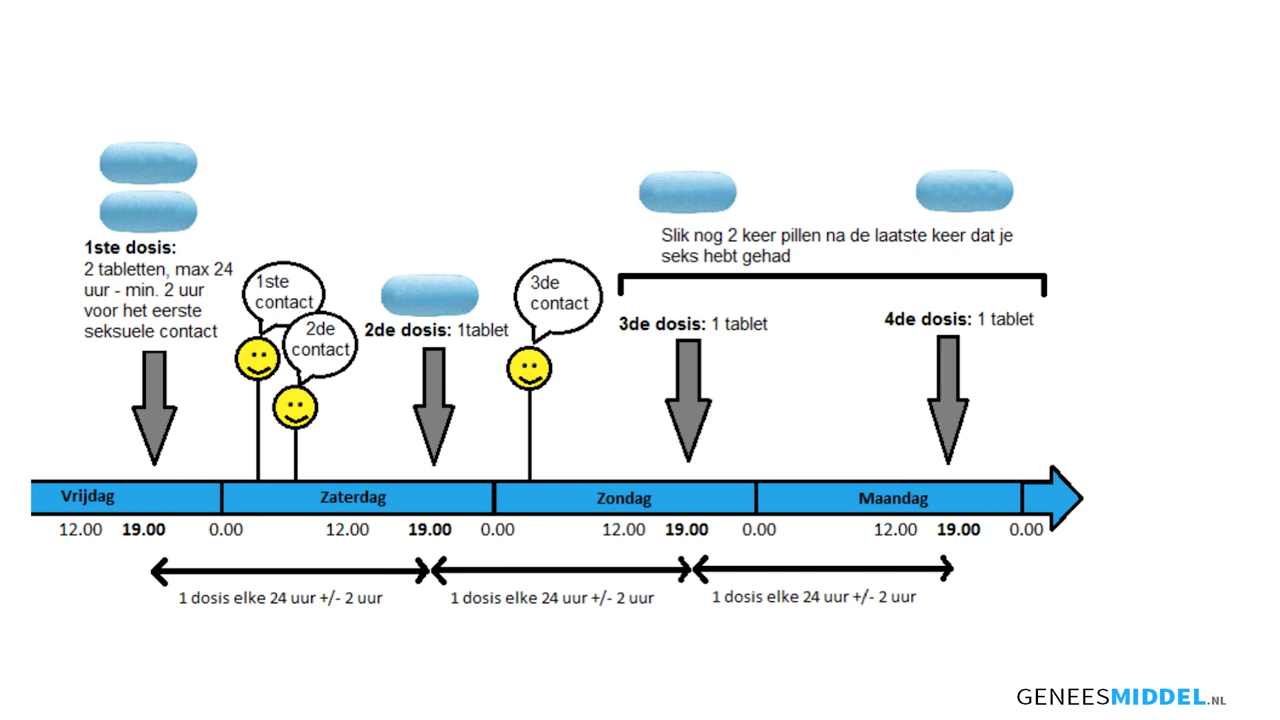 1ste dosis:
2 tabletten, max 24
uur - min. 2 uur
voor het eerste
seksuele contact
1ste
contact
2de
contact
2de dosis: 1tablet
3de
contact
Slik nog 2 keer pillen na de laatste keer dat je
seks hebt gehad
3de dosis: 1 tablet
4de dosis: 1 tablet
Vrijdag
Zaterdag
Zondag
Maandag
12.00 19.00 0.00 12.00 19.00 0.00 12.00 19.00 0.00 12.00 19.00 0.00
1 dosis elke 24 uur +/- 2 uur
1 dosis elke 24 uur +/- 2 uur
1 dosis elke 24 uur +/- 2 uur
GENEESMIDDEL.NL